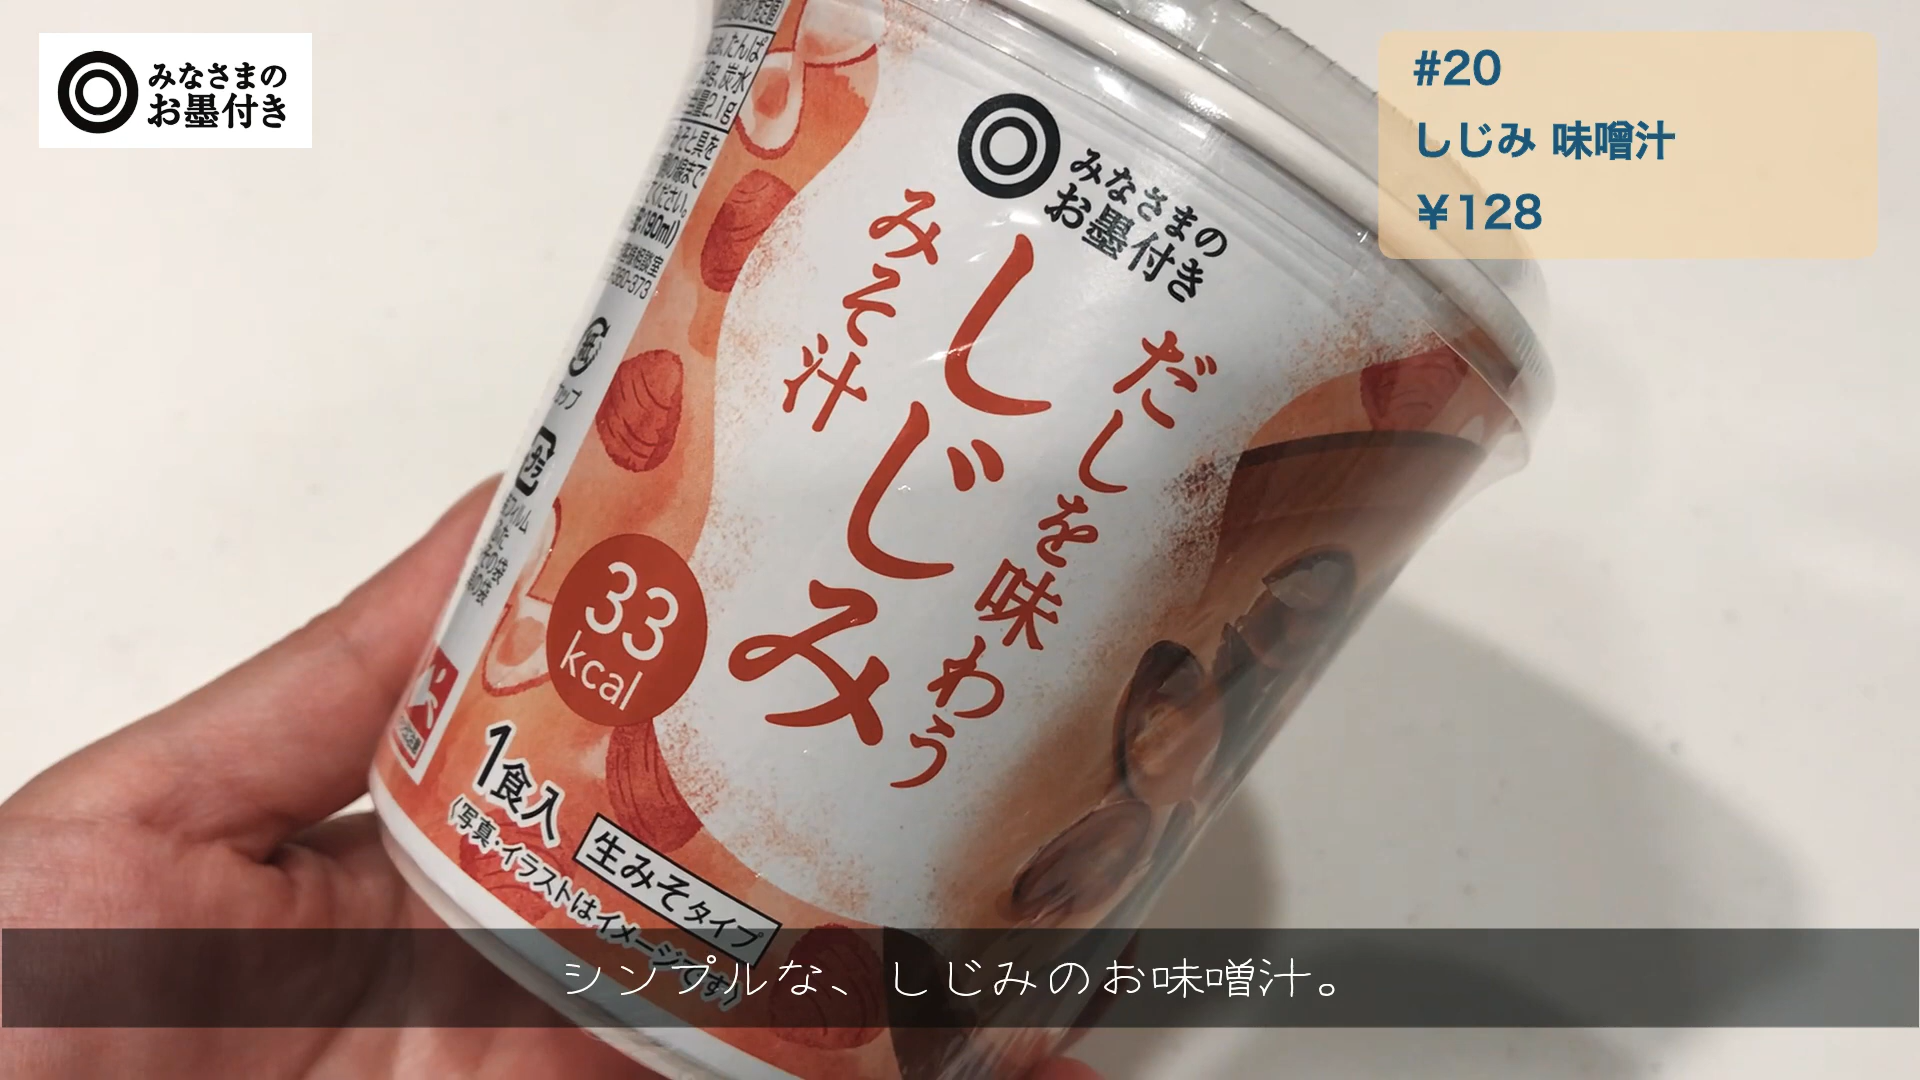 みなさまの
お墨付き
#20
しじみ 味噌汁
¥128
みなさまの
お墨付き
だしを味わう
しじみ
みそ汁
33
kcal
1食入
生みそタイプ
(写真・イラストはイメージです)
シンプルな、しじみのお味噌汁。